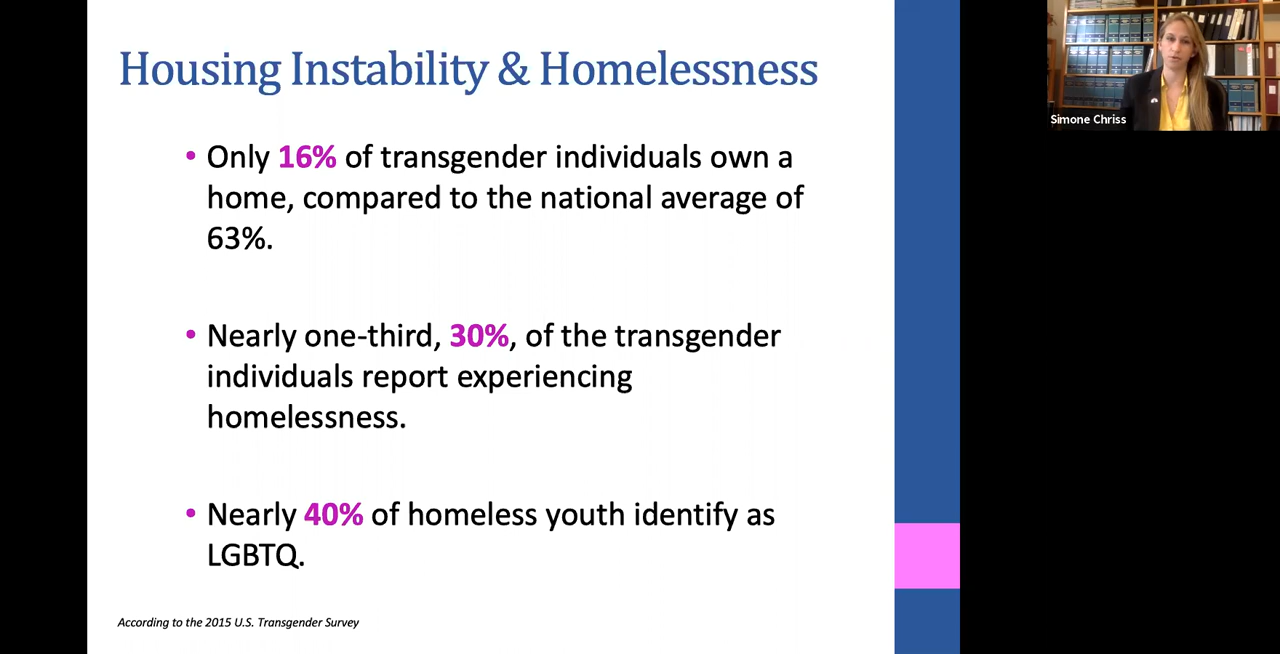 Housing Instability & Homelessness
• Only 16% of transgender individuals own a
home, compared to the national average of
63%.
• Nearly one-third, 30%, of the transgender
individuals report experiencing
homelessness.
• Nearly 40% of homeless youth identify as
LGBTQ.
According to the 2015 U.S. Transgender Survey
Simone Chriss